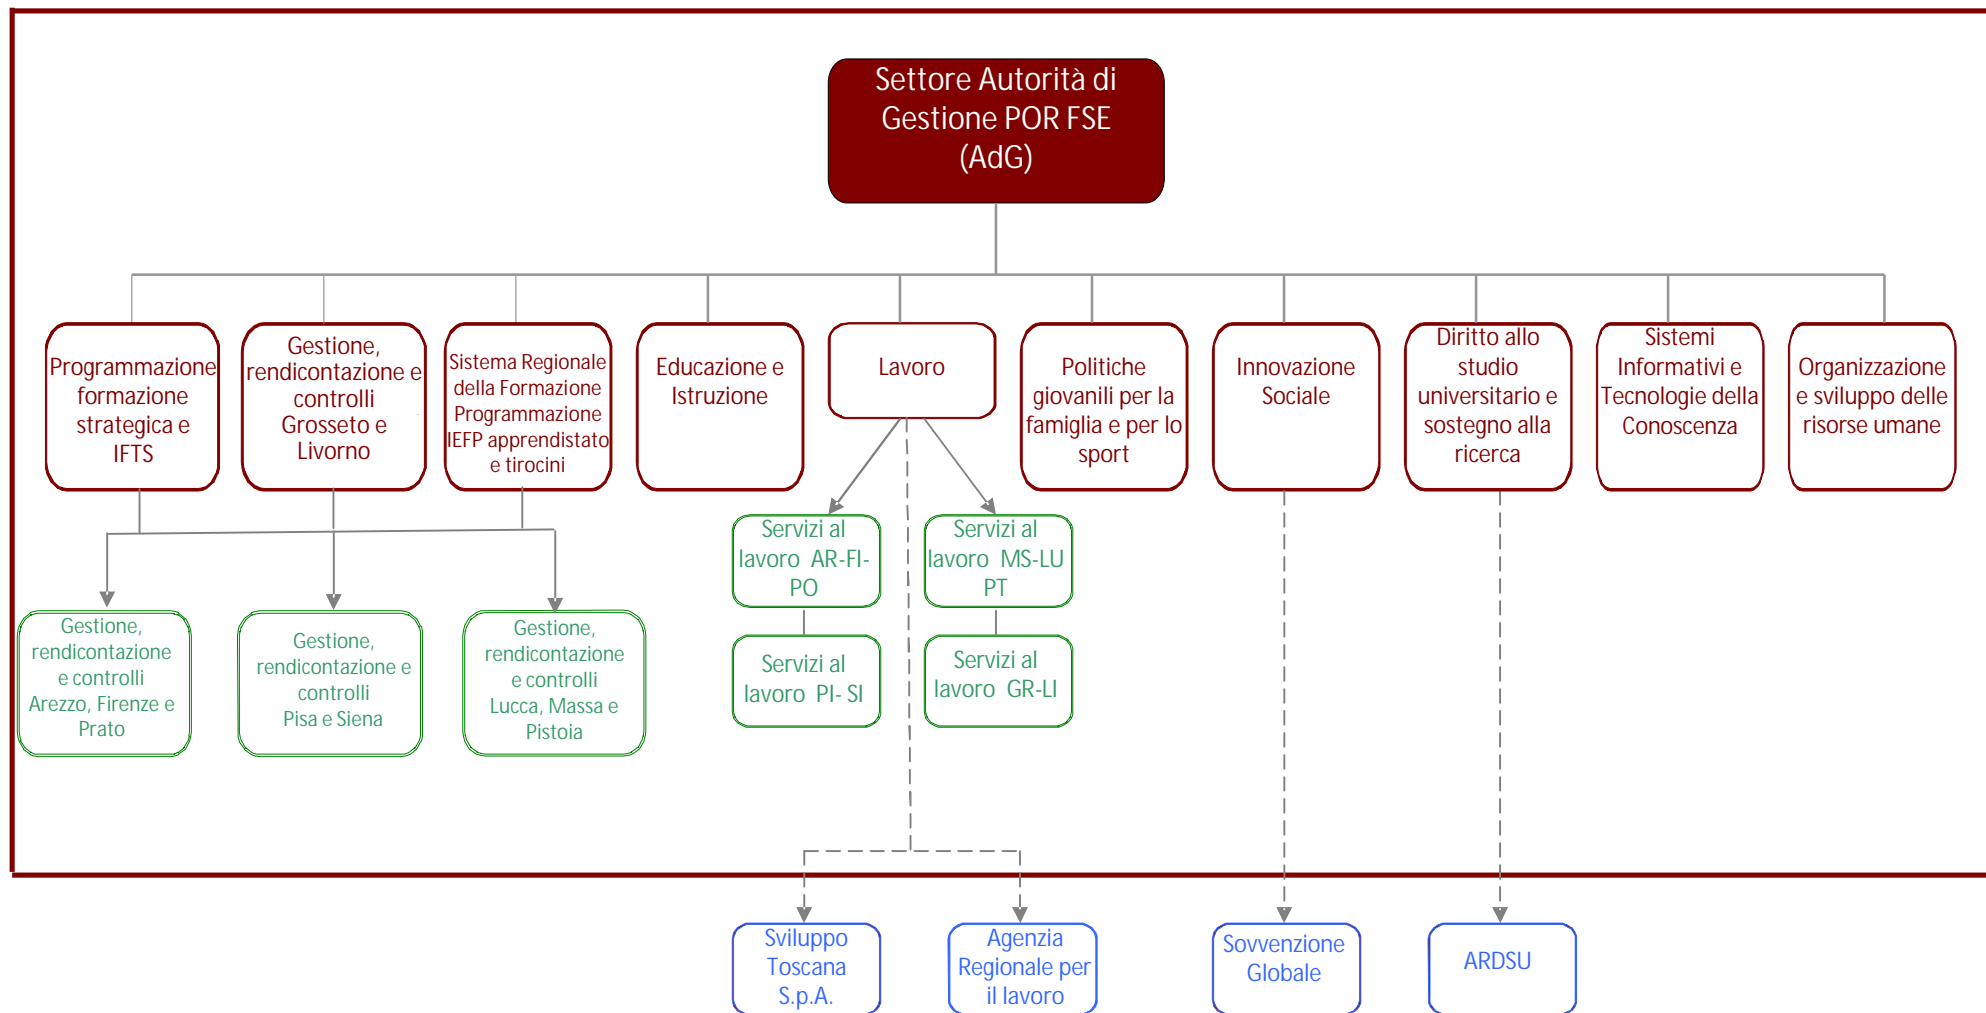 Settore Autorità di
Gestione POR FSE
(AdG)
Programmazione
formazione
strategica e
IFTS
Gestione,
rendicontazione e
controlli
Grosseto e
Livorno
Sistema Regionale
della Formazione
Programmazione
IEFP apprendistato
e tirocini
Educazione e
Istruzione
Lavoro
Politiche
giovanili per la
famiglia e per lo
sport
Innovazione
Sociale
Diritto allo
studio
universitario e
sostegno alla
ricerca
Sistemi
Informativi e
Tecnologie della
Conoscenza
Organizzazione
e sviluppo delle
risorse umane
Servizi al
lavoro AR-FI-
PO
Servizi al
lavoro MS-LU
PT
Gestione,
rendicontazione
e controlli
Arezzo, Firenze e
Prato
Gestione,
rendicontazione e
controlli
Pisa e Siena
Gestione,
rendicontazione
e controlli
Lucca, Massa e
Pistoia
Servizi al
lavoro PI- SI
Servizi al
lavoro GR-LI
Sviluppo
Toscana
S.p.A.
Agenzia
Regionale per
il lavoro
Sovvenzione
Globale
ARDSU